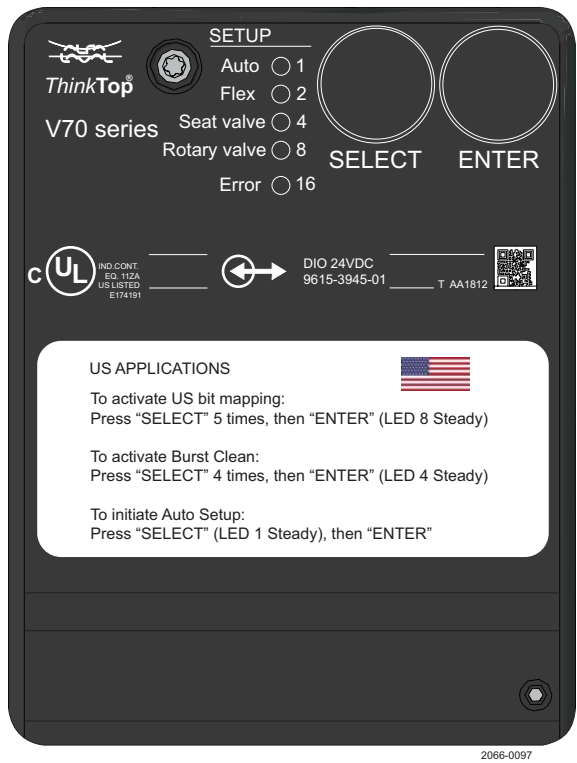 SETUP
ThinkTop®
V70 series
Auto 1
Flex 2
Seat valve 4
Rotary valve 8
Error 16
SELECT
ENTER
C UL
IND.CONT.
EQ. 11ZA
US LISTED
E174191
DIO 24VDC
9615-3945-01
T AA1812
US APPLICATIONS
To activate US bit mapping:
Press “SELECT” 5 times, then “ENTER” (LED 8 Steady)
To activate Burst Clean:
Press “SELECT” 4 times, then “ENTER” (LED 4 Steady)
To initiate Auto Setup:
Press “SELECT” (LED 1 Steady), then “ENTER”
2066-0097